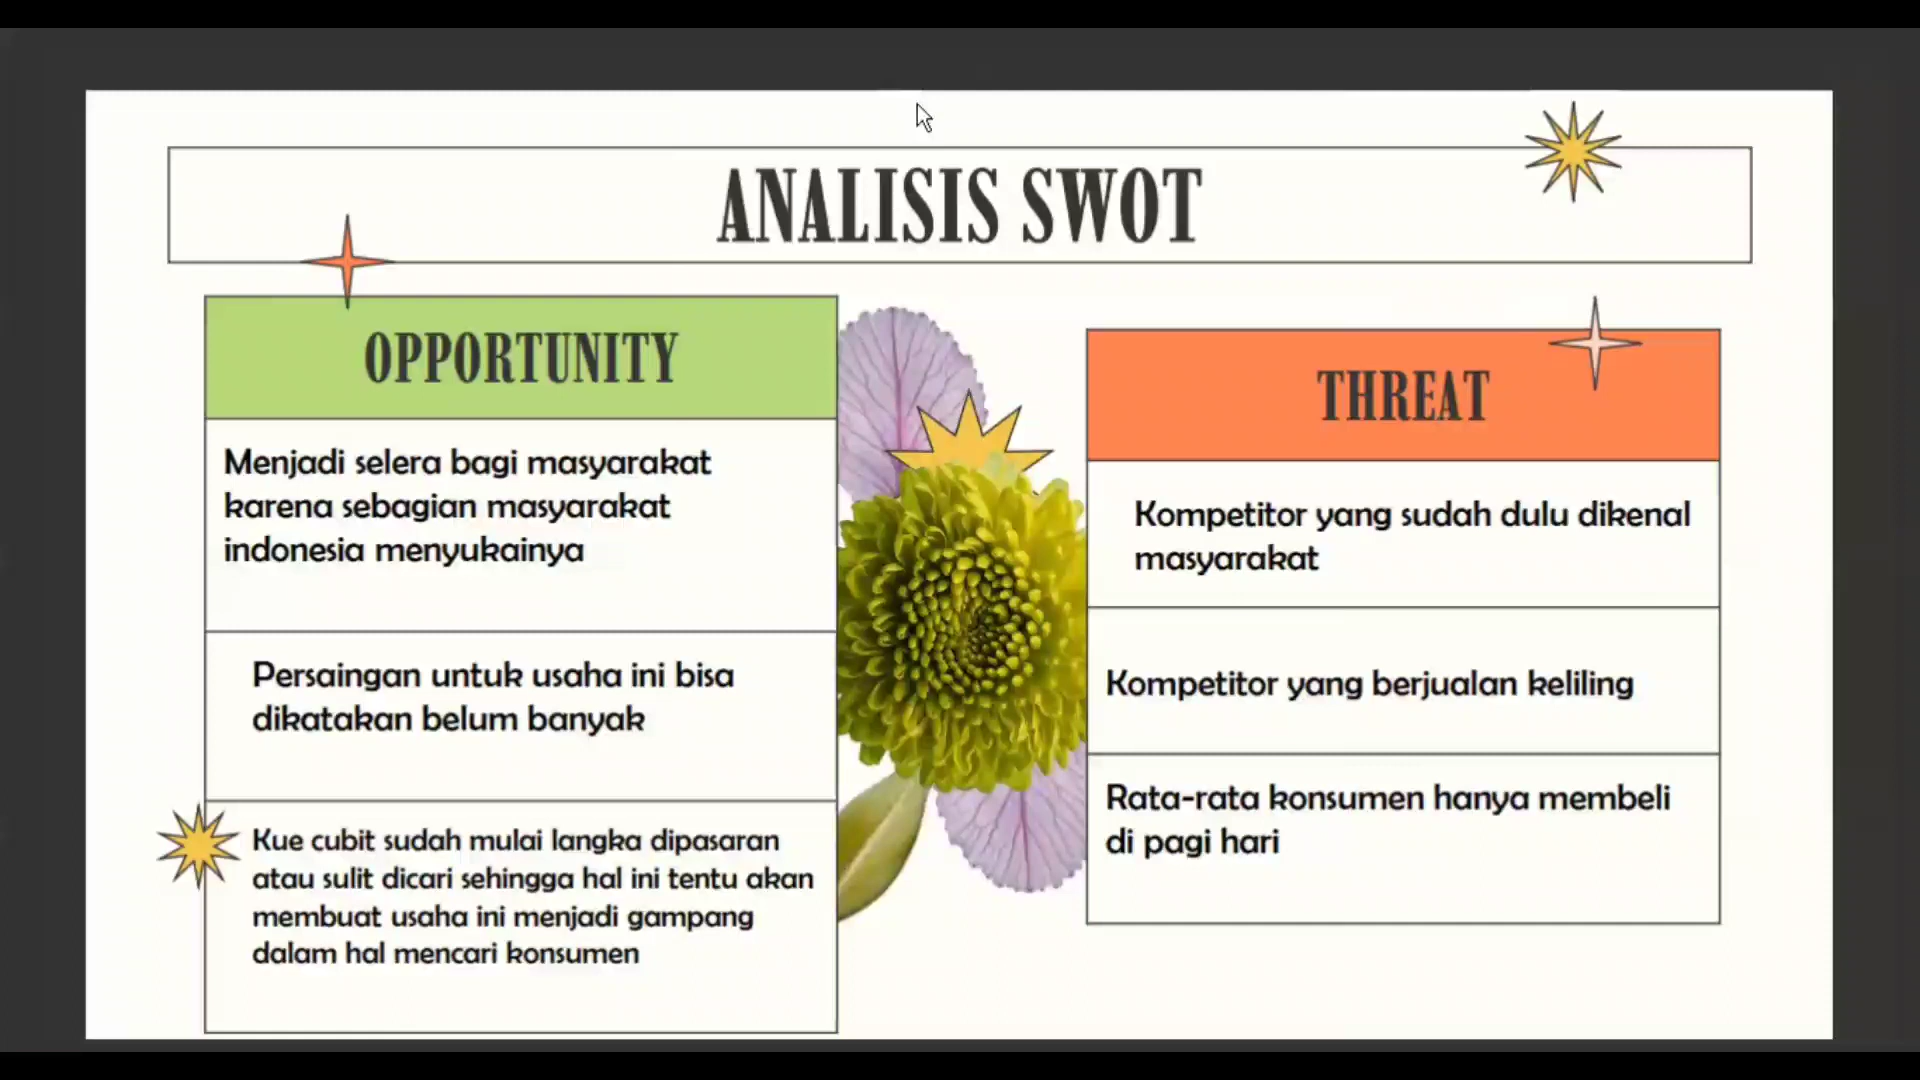 ANALISIS SWOT
OPPORTUNITY
Menjadi selera bagi masyarakat
karena sebagian masyarakat
indonesia menyukainya
Persaingan untuk usaha ini bisa
dikatakan belum banyak
Kue cubit sudah mulai langka dipasaran
atau sulit dicari sehingga hal ini tentu akan
membuat usaha ini menjadi gampang
dalam hal mencari konsumen
THREAT
Kompetitor yang sudah dulu dikenal
masyarakat
Kompetitor yang berjualan keliling
Rata-rata konsumen hanya membeli
di pagi hari